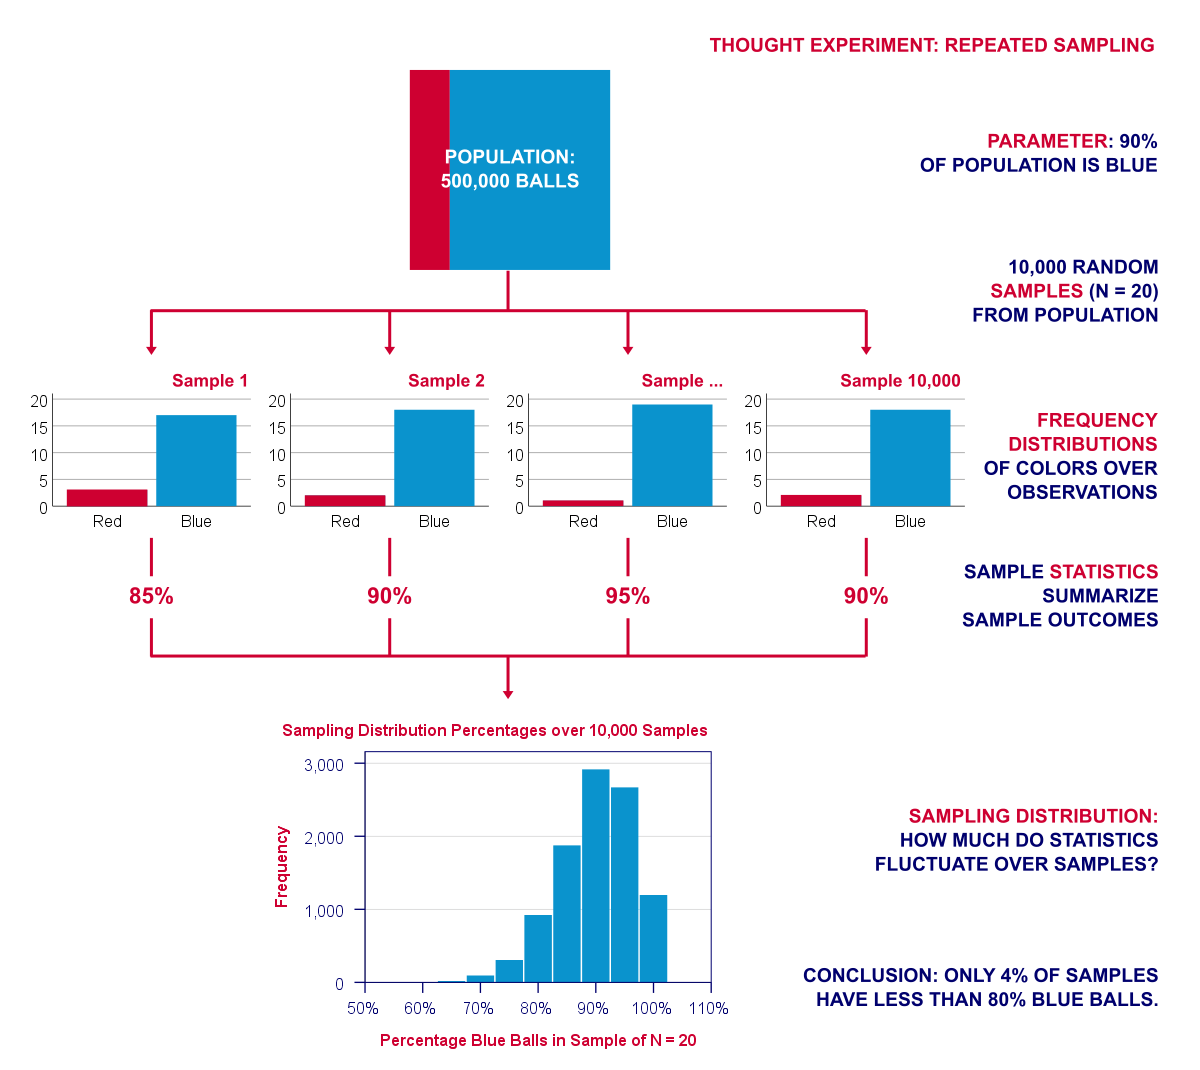 THOUGHT EXPERIMENT: REPEATED SAMPLING
POPULATION:
500,000 BALLS
PARAMETER: 90%
OF POPULATION IS BLUE
10,000 RANDOM
SAMPLES (N = 20)
FROM POPULATION
Sample 1
20
15
10
5
0
Red Blue
Sample 2
20
15
10
5
0
Red Blue
Sample ...
20
15
10
5
0
Red Blue
Sample 10,000
20
15
10
5
0
Red Blue
FREQUENCY
DISTRIBUTIONS
OF COLORS OVER
OBSERVATIONS
85% 90% 95% 90%
SAMPLE STATISTICS
SUMMARIZE
SAMPLE OUTCOMES
Sampling Distribution Percentages over 10,000 Samples
Frequency
3,000
2,000
1,000
0
50% 60% 70% 80% 90% 100% 110%
Percentage Blue Balls in Sample of N = 20
SAMPLING DISTRIBUTION:
HOW MUCH DO STATISTICS
FLUCTUATE OVER SAMPLES?
CONCLUSION: ONLY 4% OF SAMPLES
HAVE LESS THAN 80% BLUE BALLS.